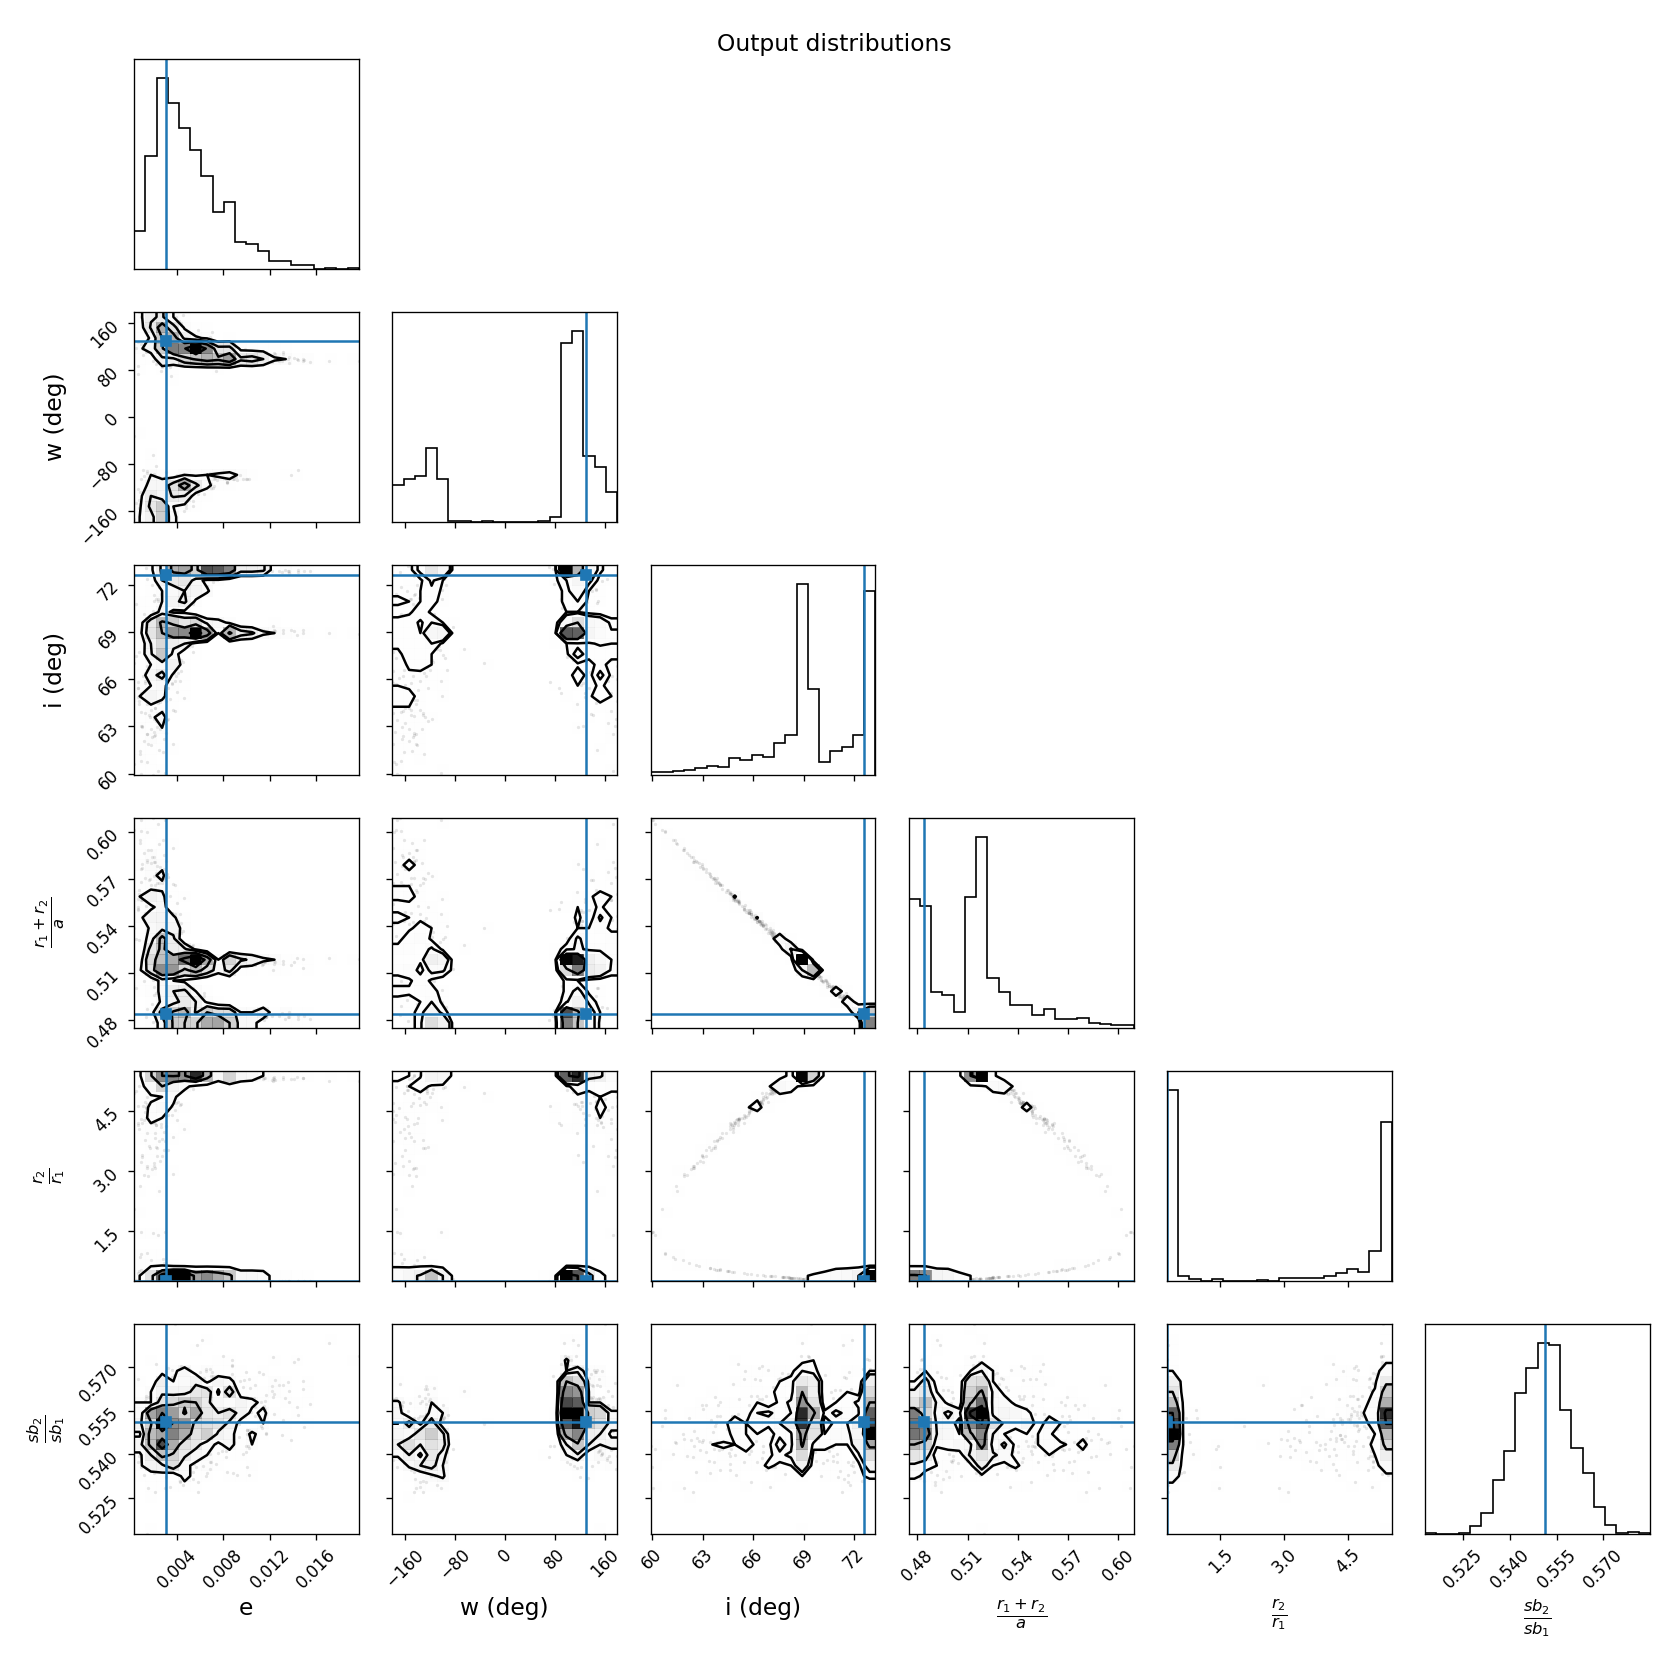 Output distributions
160
80
0
−80
−160
w (deg)
72
69
66
63
60
i (deg)
0.60
0.57
0.54
0.51
0.48
r₁ + r₂
a
4.5
3.0
1.5
r₂
r₁
0.570
0.555
0.540
0.525
sb₂
sb₁
0.004 0.008 0.012 0.016
−160 −80 0 80 160
60 63 66 69 72
0.48 0.51 0.54 0.57 0.60
1.5 3.0 4.5
0.525 0.540 0.555 0.570
e
w (deg)
i (deg)
r₁ + r₂
a
r₂
r₁
sb₂
sb₁